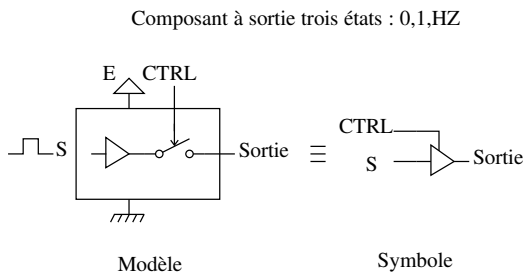 Composant à sortie trois états : 0,1,HZ
E CTRL
CTRL
S Sortie
S Sortie
Modèle Symbole